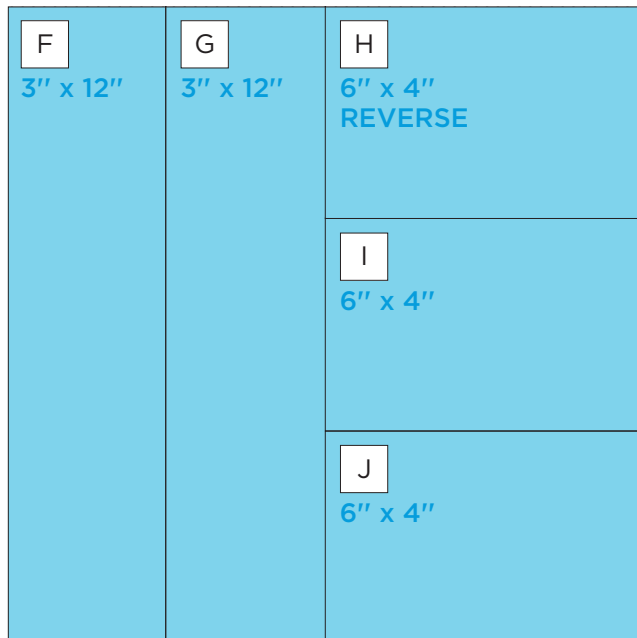 F
3" x 12"
G
3" x 12"
H
6" x 4"
REVERSE
I
6" x 4"
J
6" x 4"